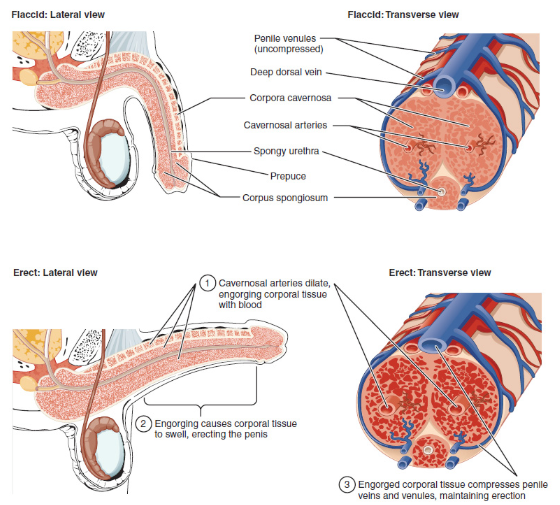 Flaccid: Lateral view
Flaccid: Transverse view
Penile venules
(uncompressed)
Deep dorsal vein
Corpora cavernosa
Cavernosal arteries
Spongy urethra
Prepuce
Corpus spongiosum
Erect: Lateral view
Erect: Transverse view
1 Cavernosal arteries dilate,
engorging corporal tissue
with blood
2 Engorging causes corporal tissue
to swell, erecting the penis
3 Engorged corporal tissue compresses penile
veins and venules, maintaining erection